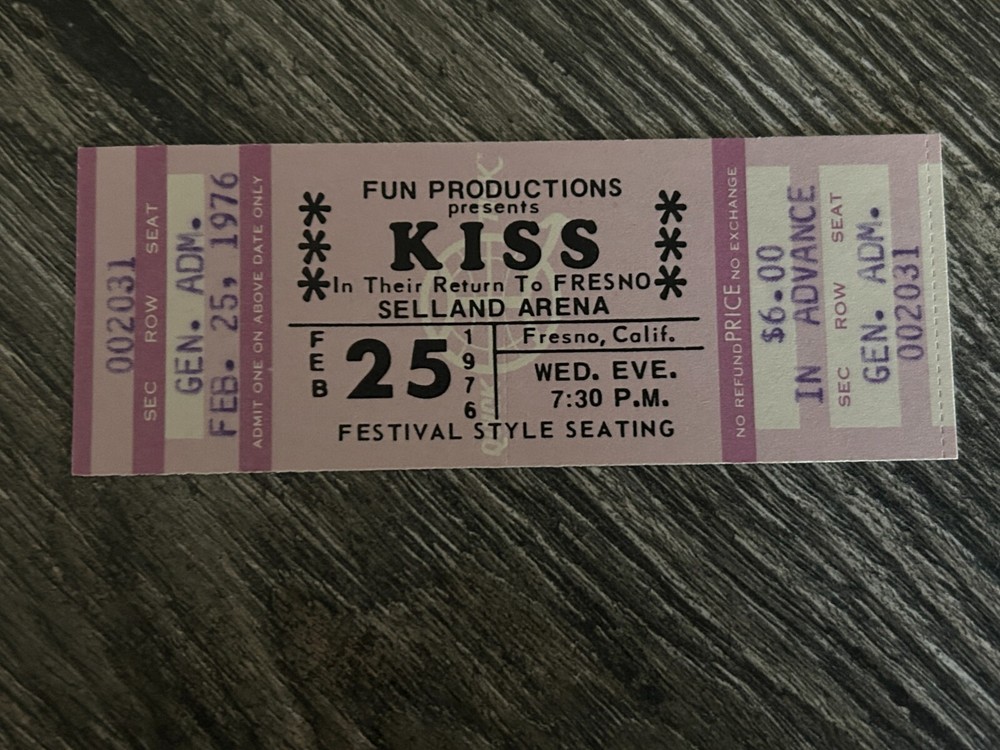 002031
SEC ROW SEAT
GEN. ADM.
FEB. 25, 1976
ADMIT ONE ON ABOVE DATE ONLY
FUN PRODUCTIONS
presents
KISS
In Their Return To FRESNO
SELLAND ARENA
FEB 25 1976
Fresno, Calif.
WED. EVE.
7:30 P.M.
FESTIVAL STYLE SEATING
NO REFUND PRICE NO EXCHANGE
$6.00
IN ADVANCE
SEC ROW SEAT
GEN. ADM.
002031